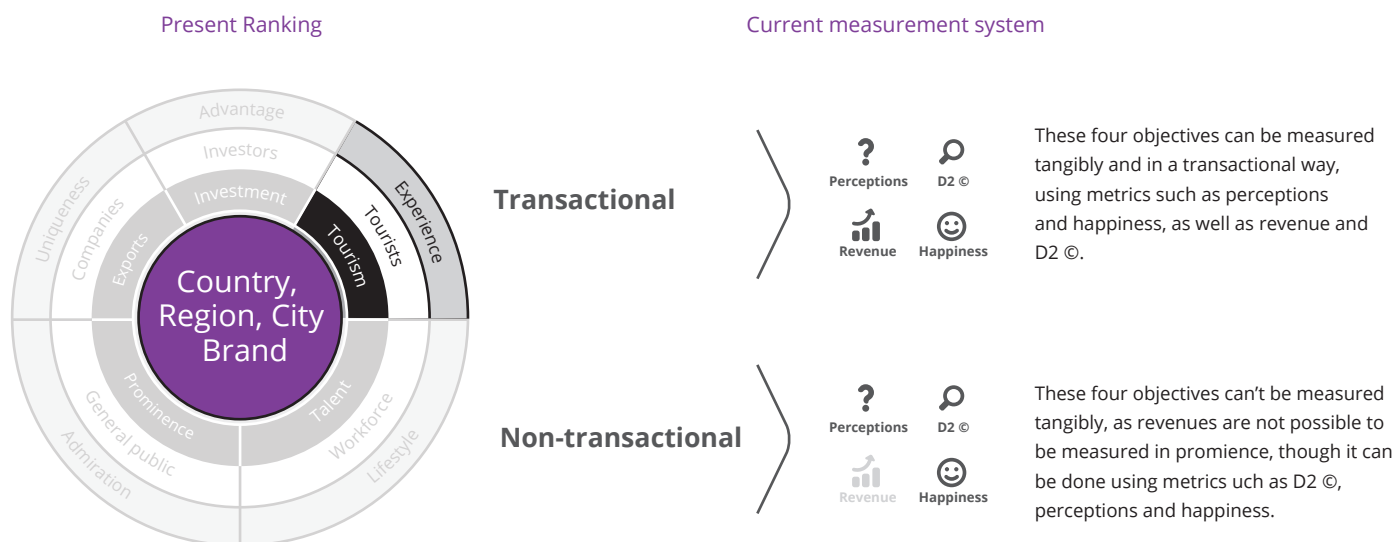 Present Ranking
Current measurement system
Advantage
Investors
Investment
Uniqueness
Companies
Exports
Experience
Tourists
Tourism
Country,
Region, City
Brand
Prominence
General public
Admiration
Talent
Workforce
Lifestyle
Transactional
Perceptions
D2 ©
Revenue
Happiness
These four objectives can be measured
tangibly and in a transactional way,
using metrics such as perceptions
and happiness, as well as revenue and
D2 ©.
Non-transactional
Perceptions
D2 ©
Revenue
Happiness
These four objectives can’t be measured
tangibly, as revenues are not possible to
be measured in promience, though it can
be done using metrics uch as D2 ©,
perceptions and happiness.